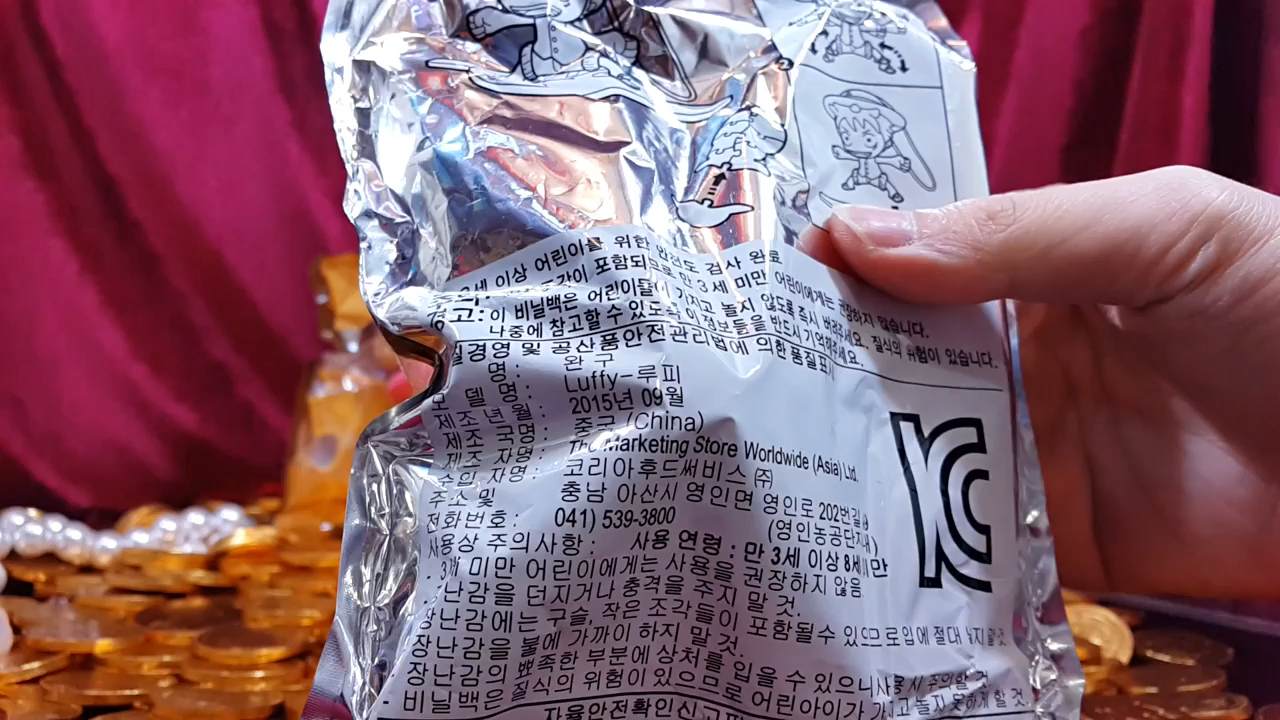 3세 이상 어린이를 위한 안전도 검사 완료
조각이 포함되므로 만 3세 미만 어린이에게는 권장하지 않습니다.
경고: 이 비닐백은 어린이들이 가지고 놀지 않도록 즉시 버려주세요. 질식의 위험이 있습니다.
나중에 참고할 수 있도록 이 정보들을 반드시 기억해주세요.
품질경영 및 공산품안전관리법에 의한 품질표시
명 : 완 구
모 델 명 : Luffy-루피
제조년월 : 2015년 09월
제조 국명 : 중국 (China)
제조 자명 : The Marketing Store Worldwide (Asia) Ltd.
수입 자명 : 코리아후드써비스 ㈜
주소 및 충남 아산시 영인면 영인로 202번길
전화번호 : 041) 539-3800 (영인농공단지내)
사용상 주의사항 : 사용 연령 : 만 3세 이상 8세 미만
- 3세 미만 어린이에게는 사용을 권장하지 않음
장난감을 던지거나 충격을 주지 말 것.
장난감에는 구슬, 작은 조각들이 포함될 수 있으므로 입에 절대 넣지 말 것
장난감을 불에 가까이 하지 말 것.
장난감의 뾰족한 부분에 상처를 입을 수 있으니 사용시 주의할 것
- 비닐백은 질식의 위험이 있으므로 어린아이가 가지고 놀지 못하게 할 것.
자율안전확인신고필